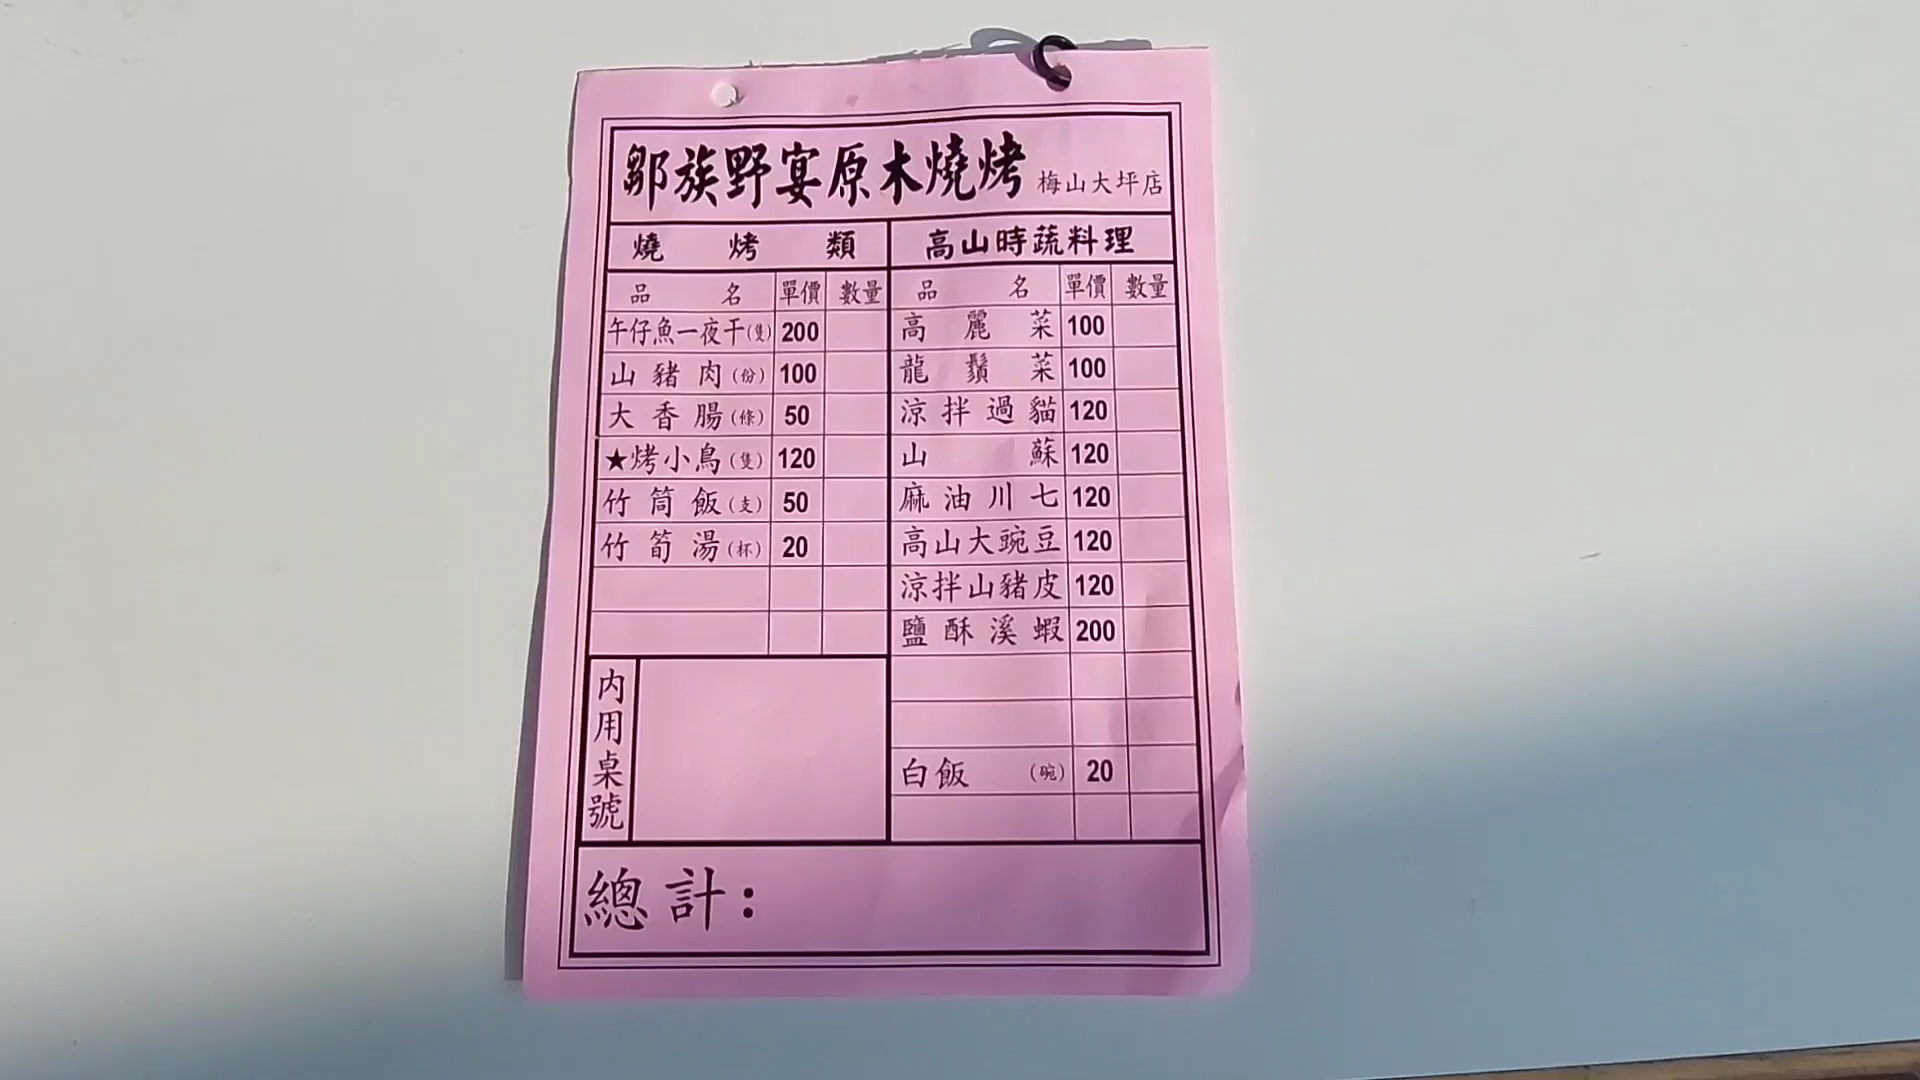 鄒族野宴原木燒烤 梅山大坪店
燒烤類
品名 單價 數量
午仔魚一夜干(隻) 200
山豬肉(份) 100
大香腸(條) 50
★烤小鳥(隻) 120
竹筒飯(支) 50
竹筍湯(杯) 20
內用桌號
高山時蔬料理
品名 單價 數量
高麗菜 100
龍鬚菜 100
涼拌過貓 120
山蘇 120
麻油川七 120
高山大豌豆 120
涼拌山豬皮 120
鹽酥溪蝦 200
白飯 (碗) 20
總計: